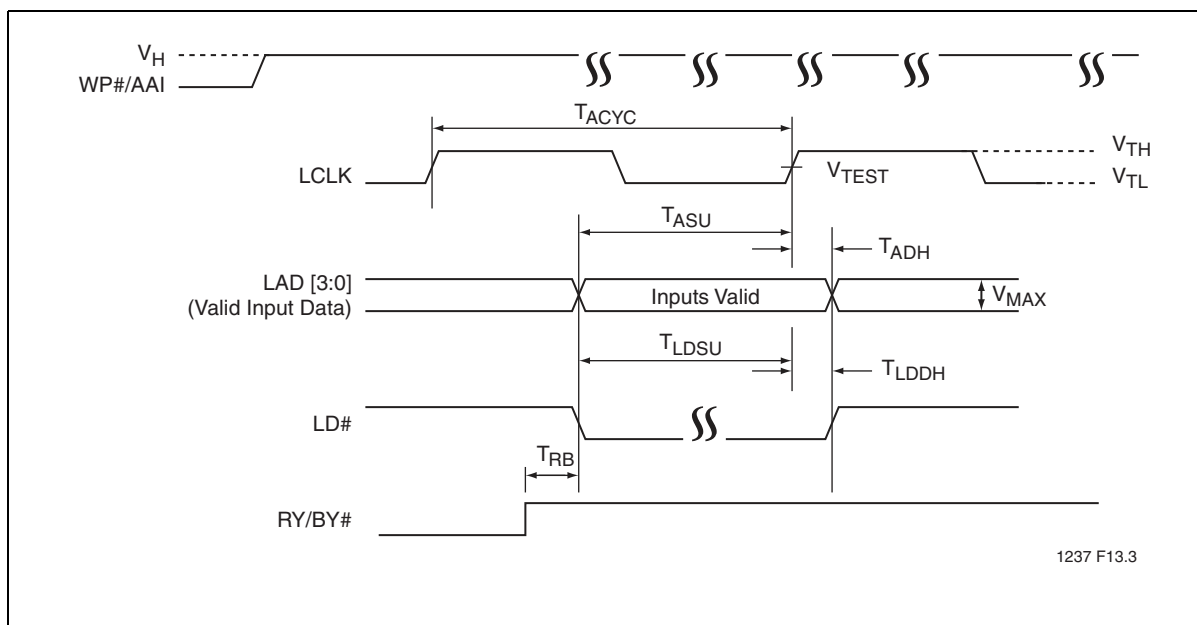 VH
WP#/AAI
TACYC
LCLK
VTEST
VTH
VTL
TASU
TADH
LAD [3:0]
(Valid Input Data)
Inputs Valid
VMAX
TLDSU
TLDDH
LD#
TRB
RY/BY#
1237 F13.3